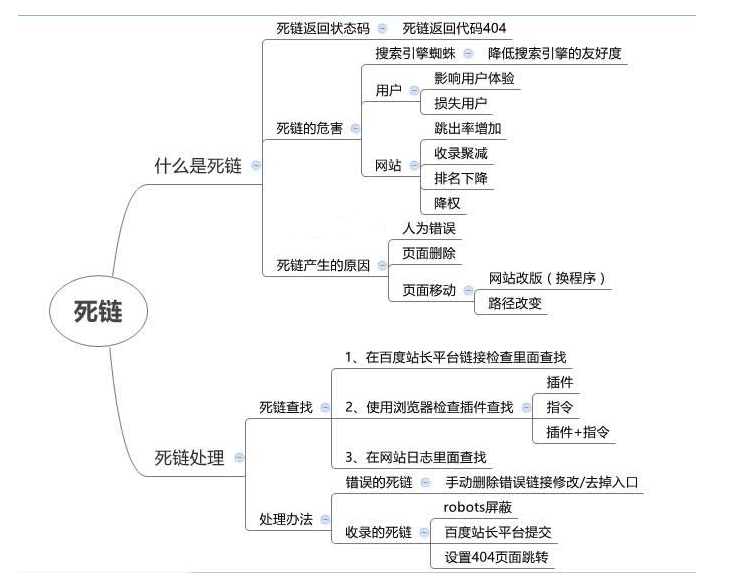 死链
什么是死链
死链返回状态码
死链返回代码404
死链的危害
搜索引擎蜘蛛
降低搜索引擎的友好度
用户
影响用户体验
损失用户
网站
跳出率增加
收录聚减
排名下降
降权
死链产生的原因
人为错误
页面删除
页面移动
网站改版（换程序）
路径改变
死链处理
死链查找
1、在百度站长平台链接检查里面查找
2、使用浏览器检查插件查找
插件
指令
插件+指令
3、在网站日志里面查找
处理办法
错误的死链
手动删除错误链接修改/去掉入口
收录的死链
robots屏蔽
百度站长平台提交
设置404页面跳转